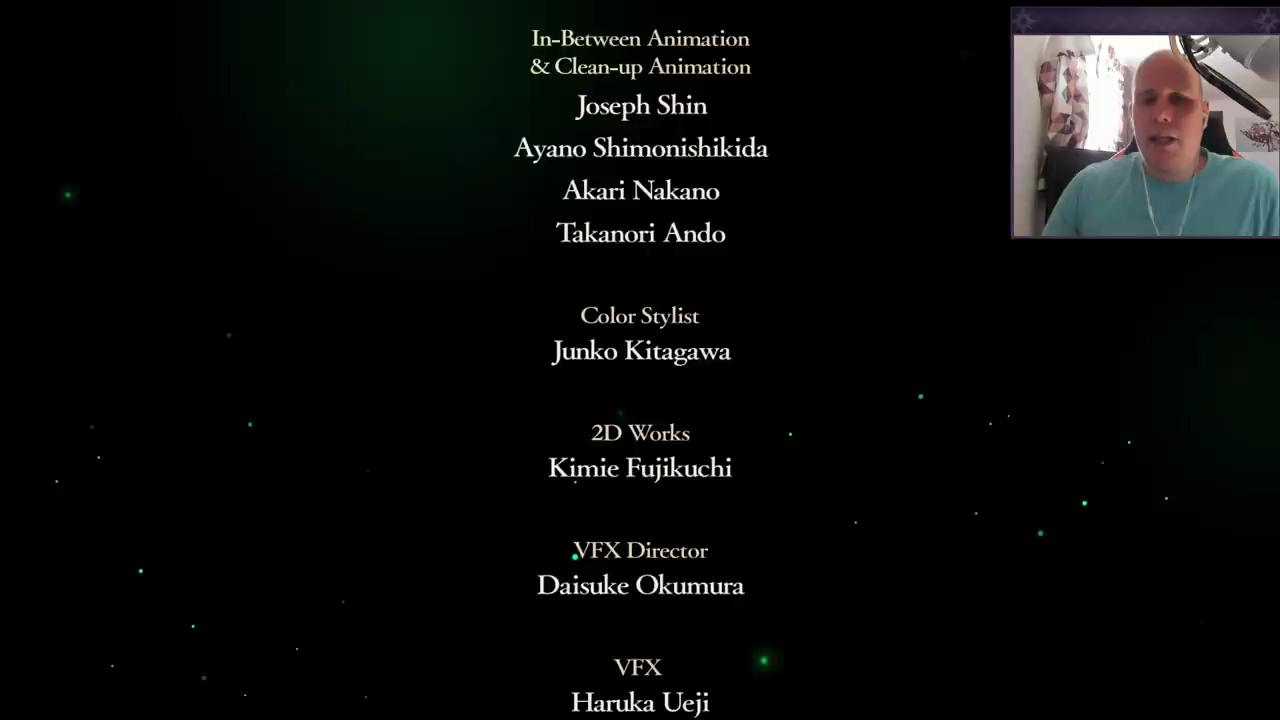 In-Between Animation
& Clean-up Animation
Joseph Shin
Ayano Shimonishikida
Akari Nakano
Takanori Ando
Color Stylist
Junko Kitagawa
2D Works
Kimie Fujikuchi
VFX Director
Daisuke Okumura
VFX
Haruka Ueji